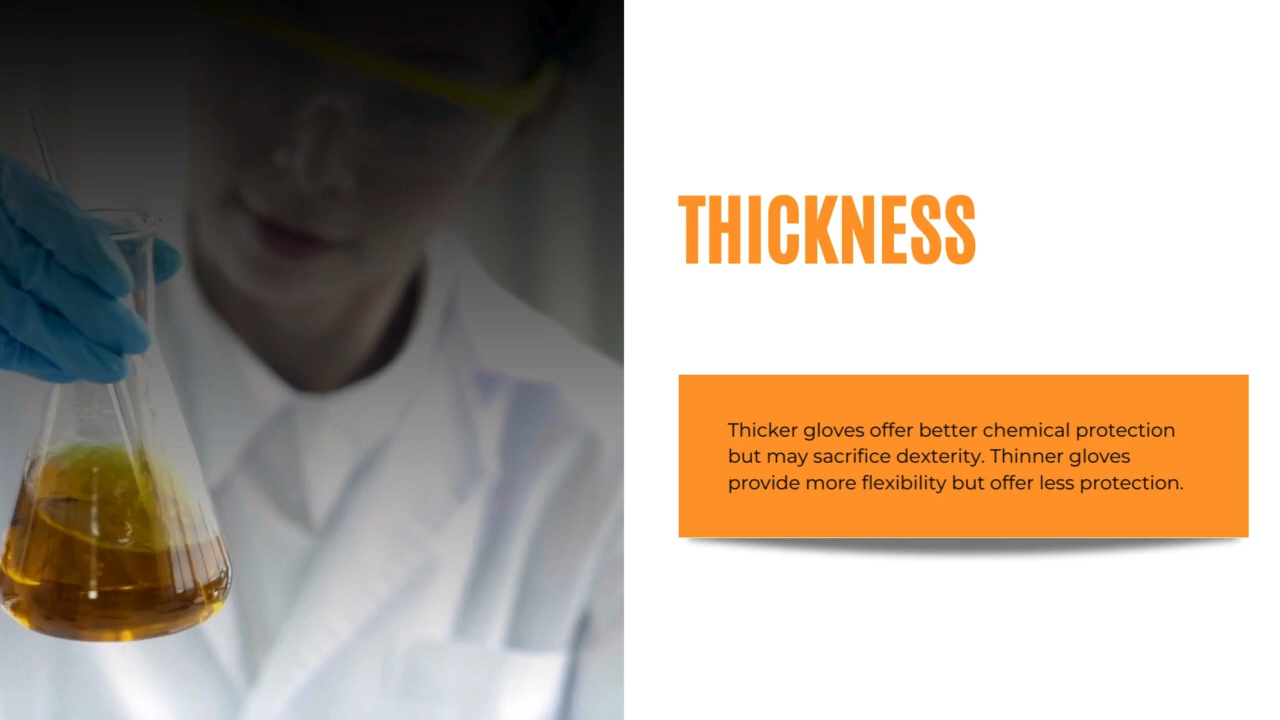 THICKNESS
Thicker gloves offer better chemical protection
but may sacrifice dexterity. Thinner gloves
provide more flexibility but offer less protection.